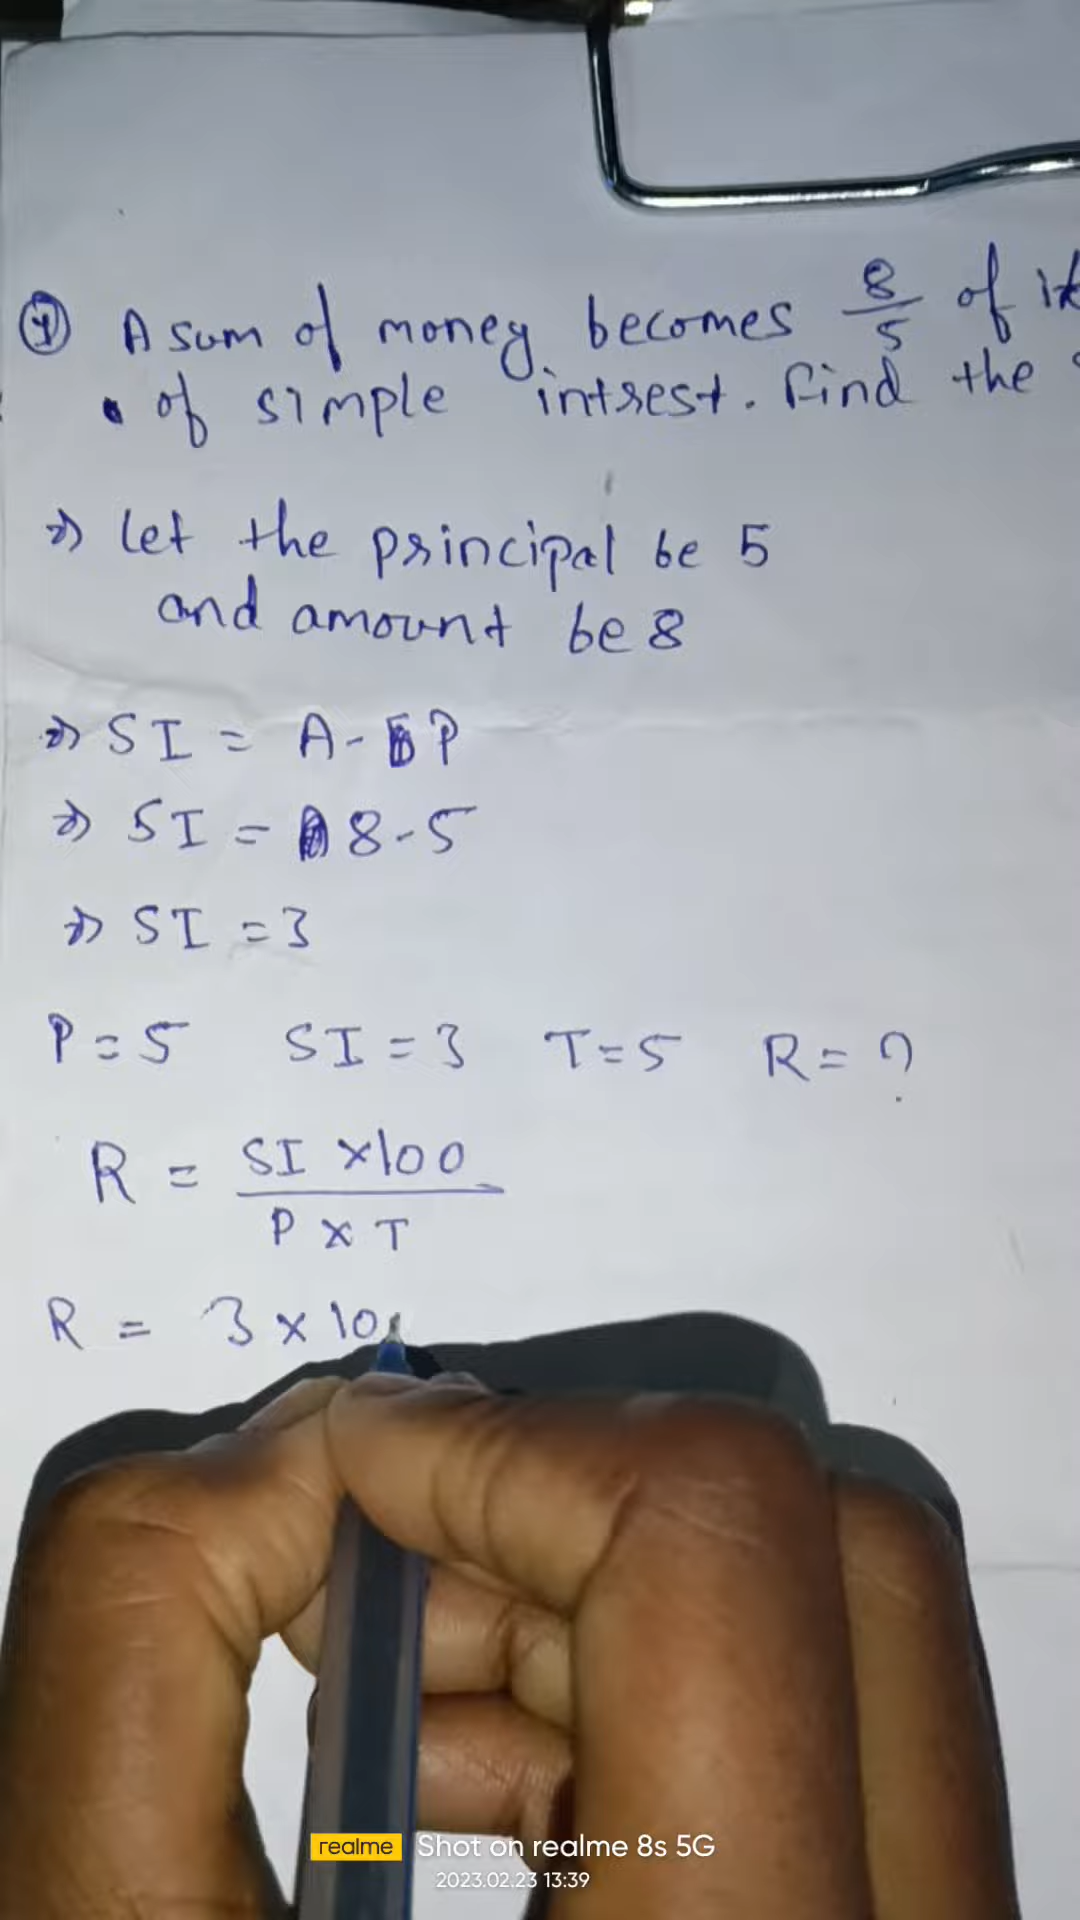 ④ A sum of money becomes 8/5 of it
of simple intrest. Find the
⇒ Let the principal be 5
and amount be 8
⇒ SI = A - P
⇒ SI = 8 - 5
⇒ SI = 3
P = 5 SI = 3 T = 5 R = ?
R = SI × 100 / P × T
R = 3 × 10
realme Shot on realme 8s 5G
2023.02.23 13:39